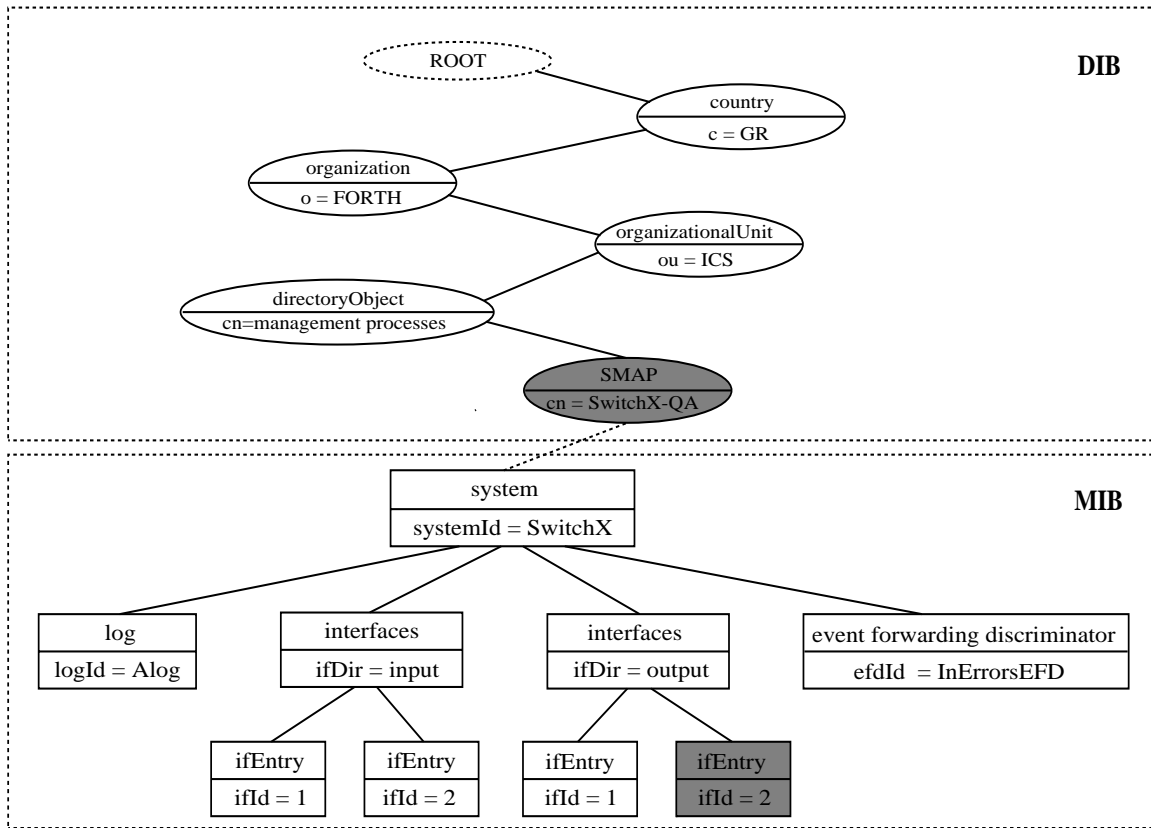 ROOT
DIB
country
c = GR
organization
o = FORTH
organizationalUnit
ou = ICS
directoryObject
cn=management processes
SMAP
cn = SwitchX-QA
system
MIB
systemId = SwitchX
log
logId = Alog
interfaces
ifDir = input
interfaces
ifDir = output
event forwarding discriminator
efdId = InErrorsEFD
ifEntry
ifId = 1
ifEntry
ifId = 2
ifEntry
ifId = 1
ifEntry
ifId = 2